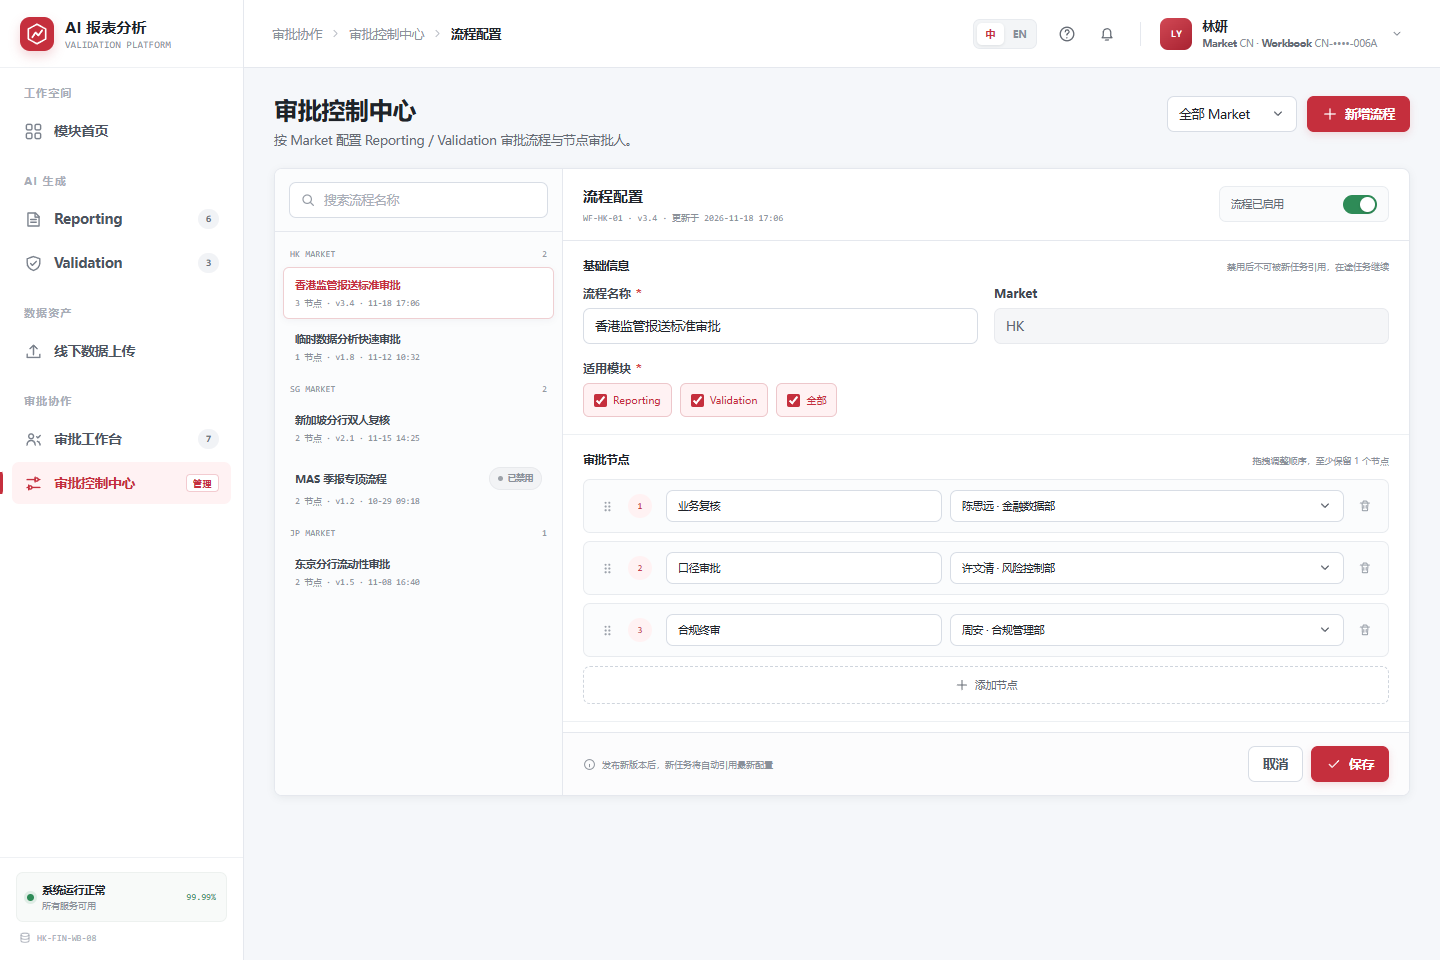 AI 报表分析
VALIDATION PLATFORM
工作空间
模块首页
AI 生成
Reporting 6
Validation 3
数据资产
线下数据上传
审批协作
审批工作台 7
审批控制中心 管理
系统运行正常
所有服务可用
99.99%
HK-FIN-WB-08
审批协作 > 审批控制中心 > 流程配置
中 EN
LY
林妍
Market CN · Workbook CN-••••-006A
审批控制中心
按 Market 配置 Reporting / Validation 审批流程与节点审批人。
全部 Market
新增流程
搜索流程名称
HK MARKET 2
香港监管报送标准审批
3 节点 · v3.4 · 11-18 17:06
临时数据分析快速审批
1 节点 · v1.8 · 11-12 10:32
SG MARKET 2
新加坡分行双人复核
2 节点 · v2.1 · 11-15 14:25
MAS 季报专项流程 已禁用
2 节点 · v1.2 · 10-29 09:18
JP MARKET 1
东京分行流动性审批
2 节点 · v1.5 · 11-08 16:40
流程配置
WF-HK-01 · v3.4 · 更新于 2026-11-18 17:06
流程已启用
基础信息
禁用后不可被新任务引用，在途任务继续
流程名称 *
香港监管报送标准审批
Market
HK
适用模块 *
Reporting
Validation
全部
审批节点
拖拽调整顺序，至少保留 1 个节点
1 业务复核 陈思远 · 金融数据部
2 口径审批 许文清 · 风险控制部
3 合规终审 周安 · 合规管理部
添加节点
发布新版本后，新任务将自动引用最新配置
取消
保存